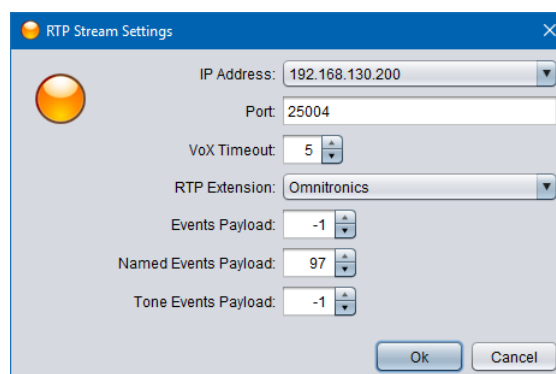 RTP Stream Settings
IP Address: 192.168.130.200
Port: 25004
VoX Timeout: 5
RTP Extension: Omnitronics
Events Payload: -1
Named Events Payload: 97
Tone Events Payload: -1
Ok Cancel